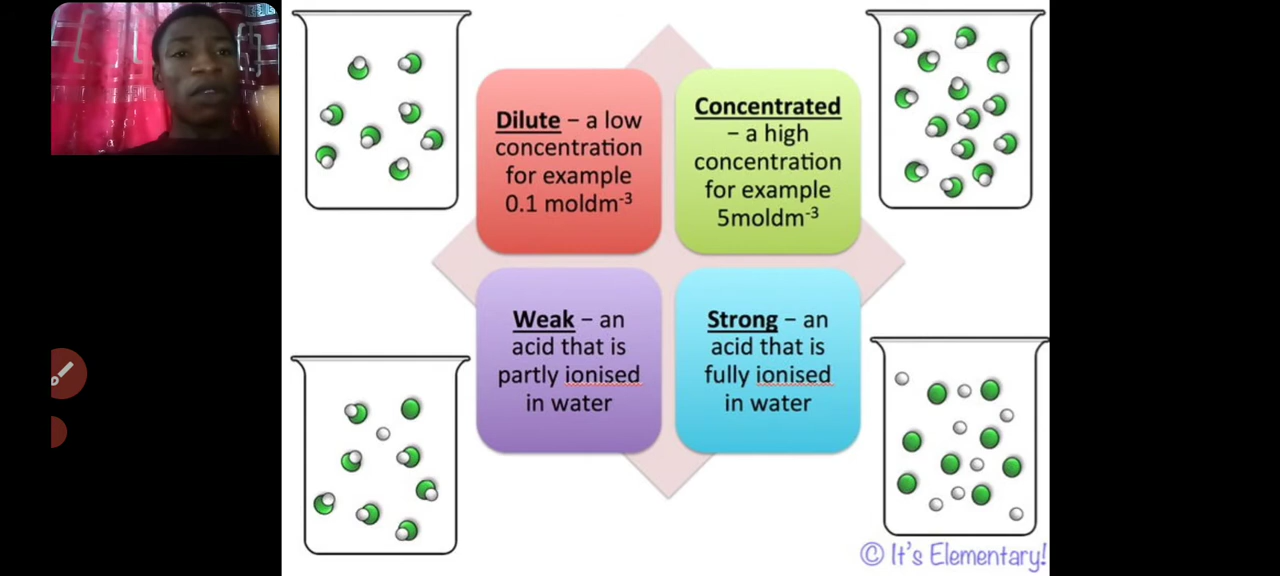 Dilute – a low
concentration
for example
0.1 moldm⁻³
Concentrated
– a high
concentration
for example
5moldm⁻³
Weak – an
acid that is
partly ionised
in water
Strong – an
acid that is
fully ionised
in water
© It's Elementary!